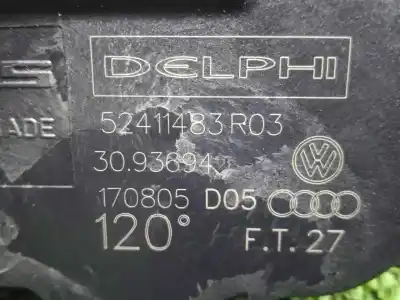 DELPHI
52411483 R03
ADE
30.93694
170805 D05
120° F.T. 27